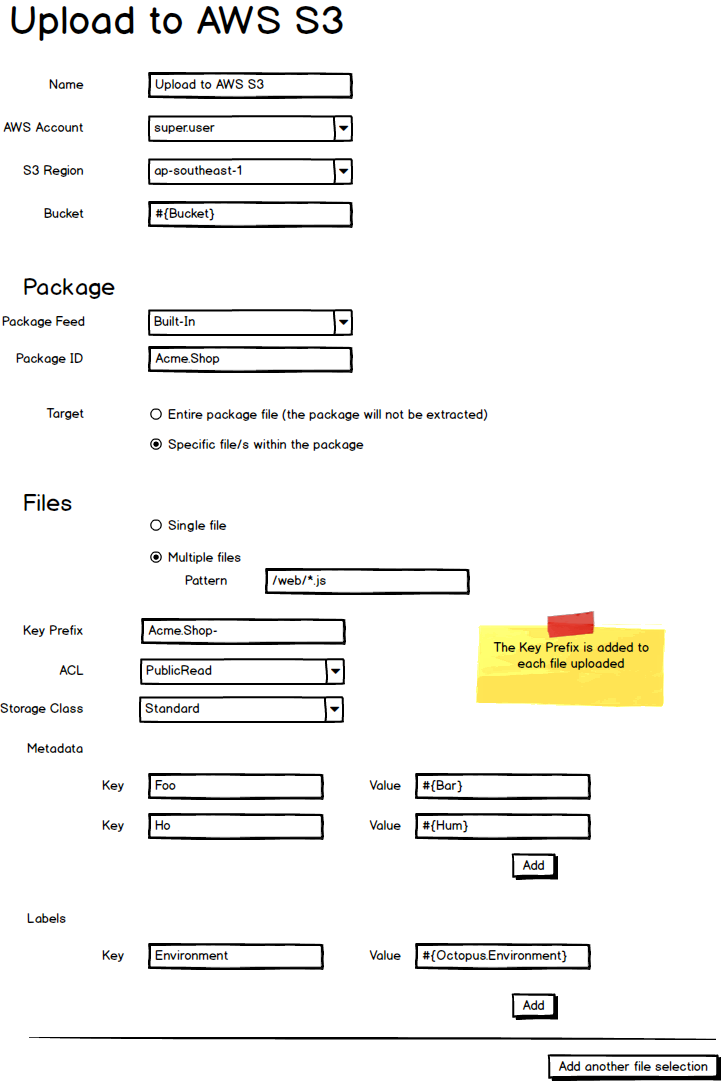 Upload to AWS S3
Name Upload to AWS S3
AWS Account super.user
S3 Region ap-southeast-1
Bucket #{Bucket}
Package
Package Feed Built-In
Package ID Acme.Shop
Target Entire package file (the package will not be extracted)
Specific file/s within the package
Files
Single file
Multiple files
Pattern /web/*.js
Key Prefix Acme.Shop-
The Key Prefix is added to
each file uploaded
ACL PublicRead
Storage Class Standard
Metadata
Key Foo Value #{Bar}
Key Ho Value #{Hum}
Add
Labels
Key Environment Value #{Octopus.Environment}
Add
Add another file selection